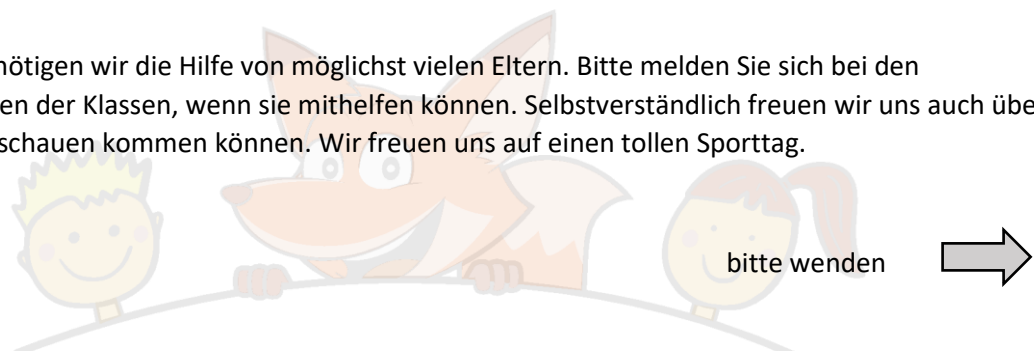 nötigen wir die Hilfe von möglichst vielen Eltern. Bitte melden Sie sich bei den
en der Klassen, wenn sie mithelfen können. Selbstverständlich freuen wir uns auch übe
schauen kommen können. Wir freuen uns auf einen tollen Sporttag.
bitte wenden